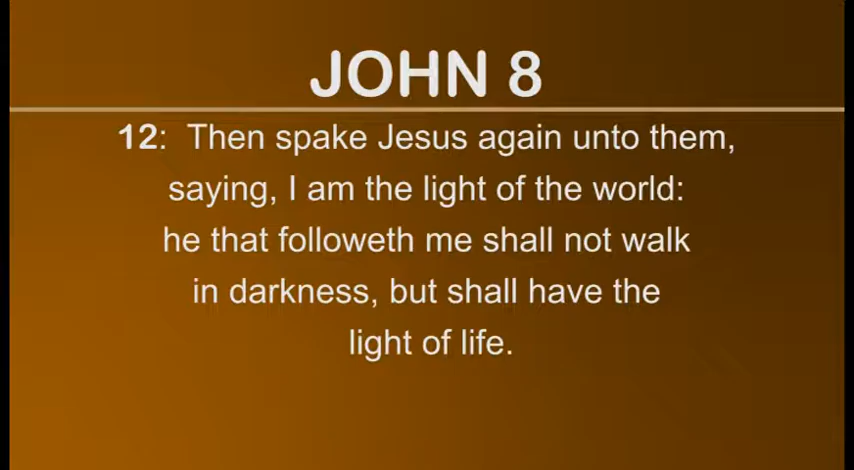 JOHN 8
12:  Then spake Jesus again unto them,
saying, I am the light of the world:
he that followeth me shall not walk
in darkness, but shall have the
light of life.